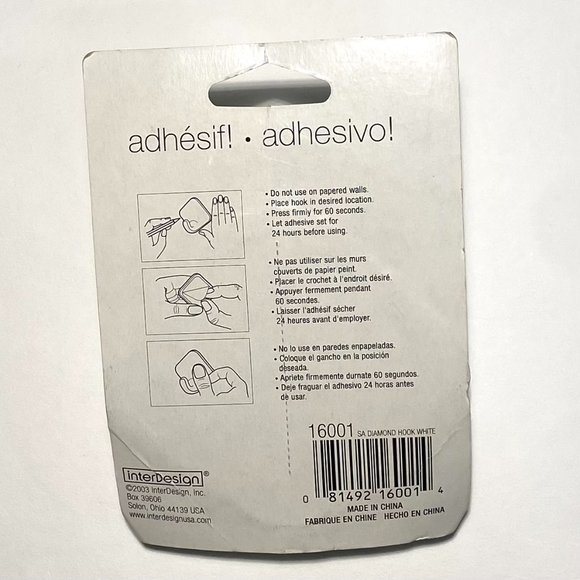 adhésif! • adhesivo!
• Do not use on papered walls.
• Place hook in desired location.
• Press firmly for 60 seconds.
• Let adhesive set for
24 hours before using.
• Ne pas utiliser sur les murs
couverts de papier peint.
• Placer le crochet à l'endroit désiré.
• Appuyer fermement pendant
60 secondes.
• Laisser l'adhésif sécher
24 heures avant d'employer.
• No lo use en paredes enpapeladas.
• Coloque el gancho en la posición
deseada.
• Apriete firmemente durnate 60 segundos.
• Deje fraguar el adhesivo 24 horas antes
de usar.
16001 SA DIAMOND HOOK WHITE
0 81492 16001 4
MADE IN CHINA
FABRIQUE EN CHINE HECHO EN CHINA
interDesign®
©2003 InterDesign, Inc.
Box 39606
Solon, Ohio 44139 USA
www.interdesignusa.com